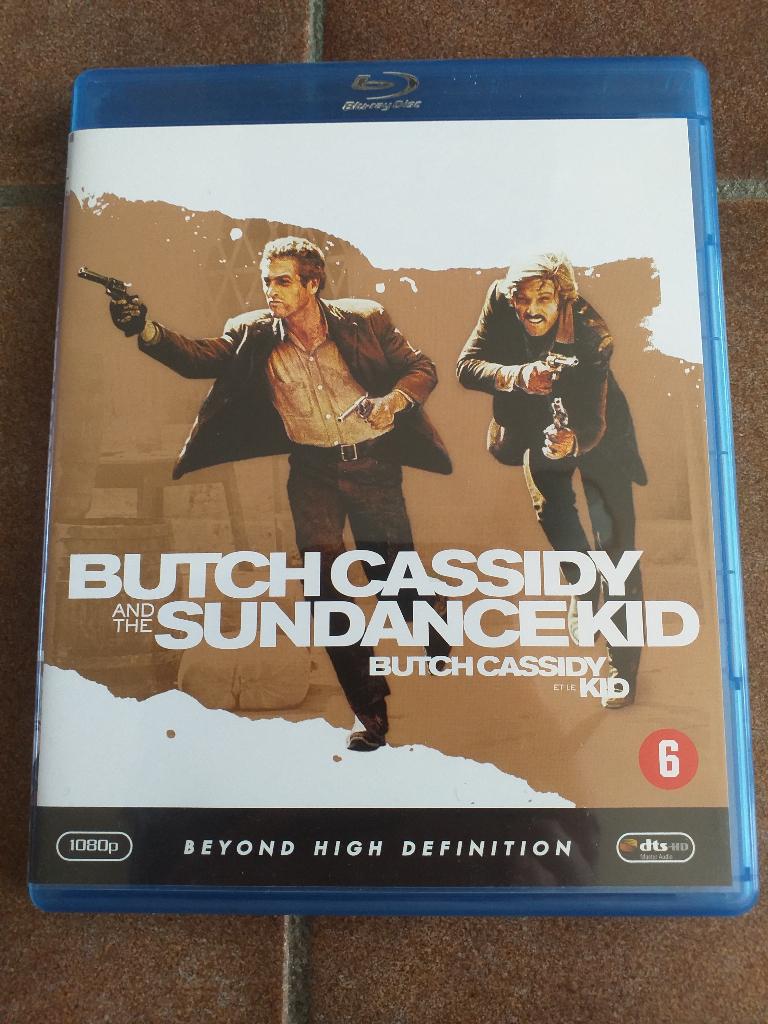 Blu-ray Disc
BUTCH CASSIDY
AND THE SUNDANCE KID
BUTCH CASSIDY
ET LE KID
6
1080p
BEYOND HIGH DEFINITION
dts-HD
Master Audio